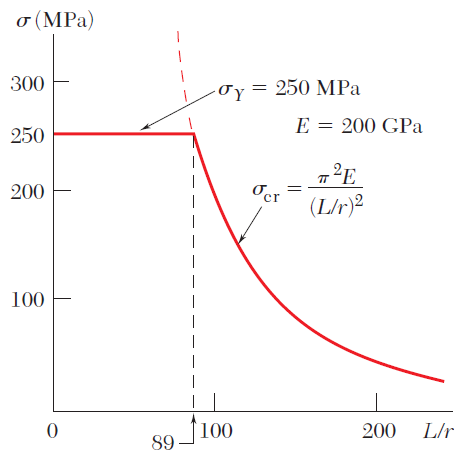 σ (MPa)
300
σY = 250 MPa
250
E = 200 GPa
200
σcr = π²E / (L/r)²
100
0
89
100
200
L/r